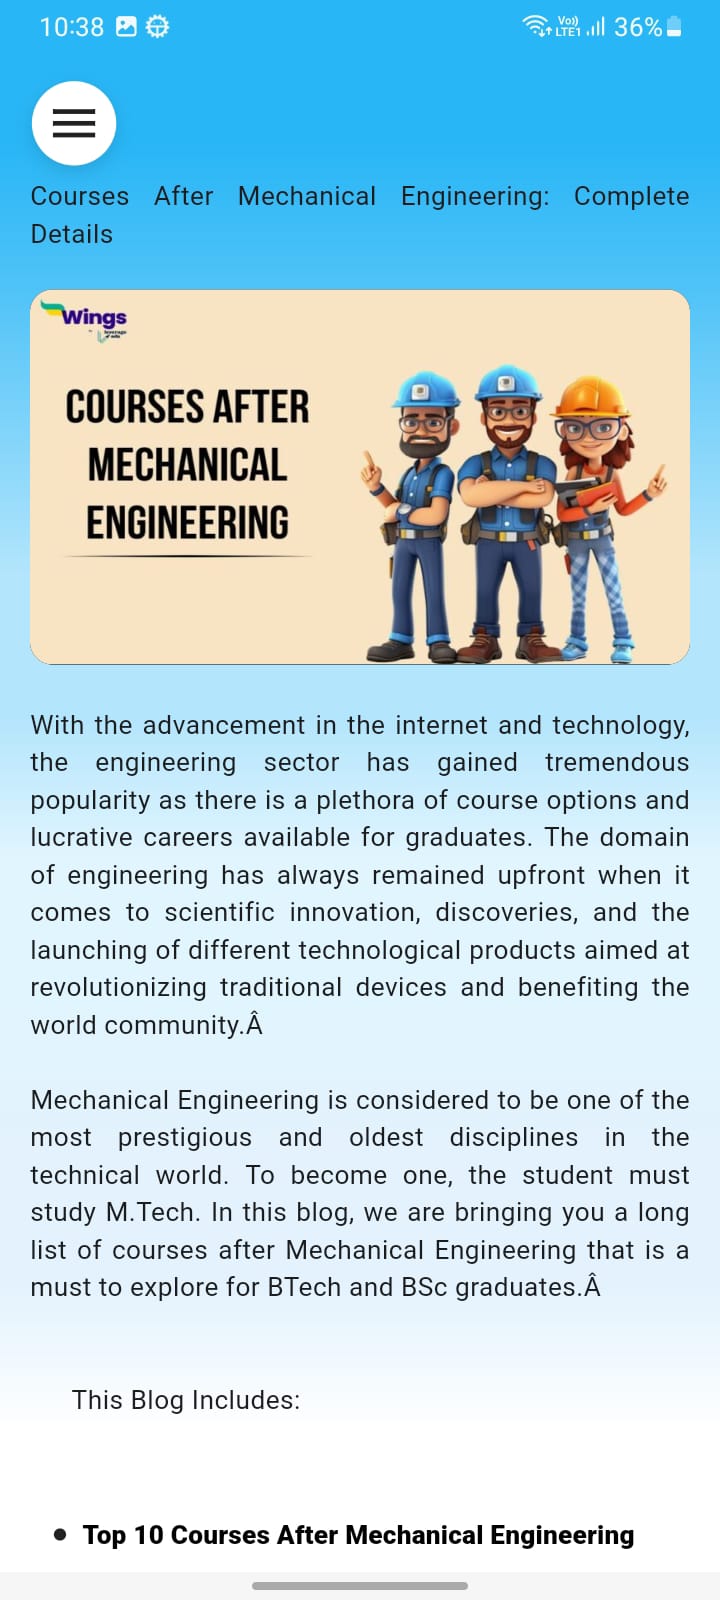 10:38
Vo))
LTE1
36%
Courses After Mechanical Engineering: Complete
Details
Wings
by leverage
edu
COURSES AFTER
MECHANICAL
ENGINEERING
With the advancement in the internet and technology,
the engineering sector has gained tremendous
popularity as there is a plethora of course options and
lucrative careers available for graduates. The domain
of engineering has always remained upfront when it
comes to scientific innovation, discoveries, and the
launching of different technological products aimed at
revolutionizing traditional devices and benefiting the
world community.Â
Mechanical Engineering is considered to be one of the
most prestigious and oldest disciplines in the
technical world. To become one, the student must
study M.Tech. In this blog, we are bringing you a long
list of courses after Mechanical Engineering that is a
must to explore for BTech and BSc graduates.Â
This Blog Includes:
• Top 10 Courses After Mechanical Engineering